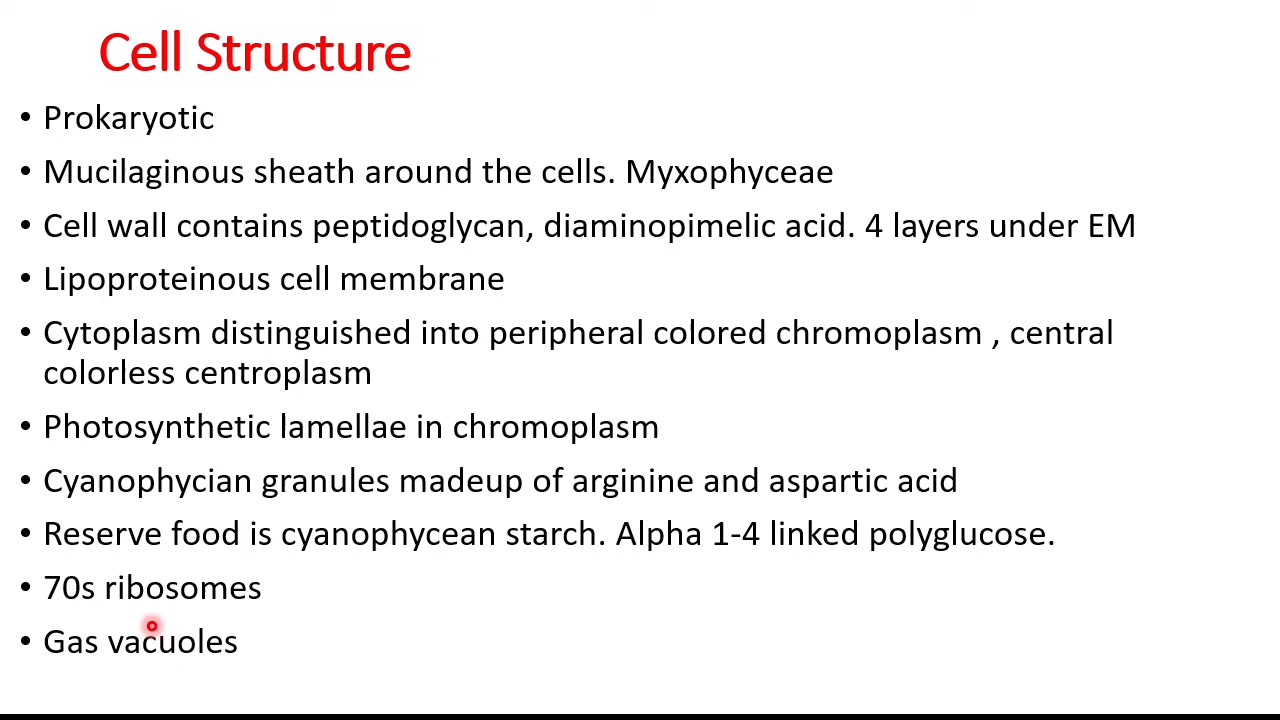 Cell Structure
• Prokaryotic
• Mucilaginous sheath around the cells. Myxophyceae
• Cell wall contains peptidoglycan, diaminopimelic acid. 4 layers under EM
• Lipoproteinous cell membrane
• Cytoplasm distinguished into peripheral colored chromoplasm , central
colorless centroplasm
• Photosynthetic lamellae in chromoplasm
• Cyanophycian granules madeup of arginine and aspartic acid
• Reserve food is cyanophycean starch. Alpha 1-4 linked polyglucose.
• 70s ribosomes
• Gas vacuoles